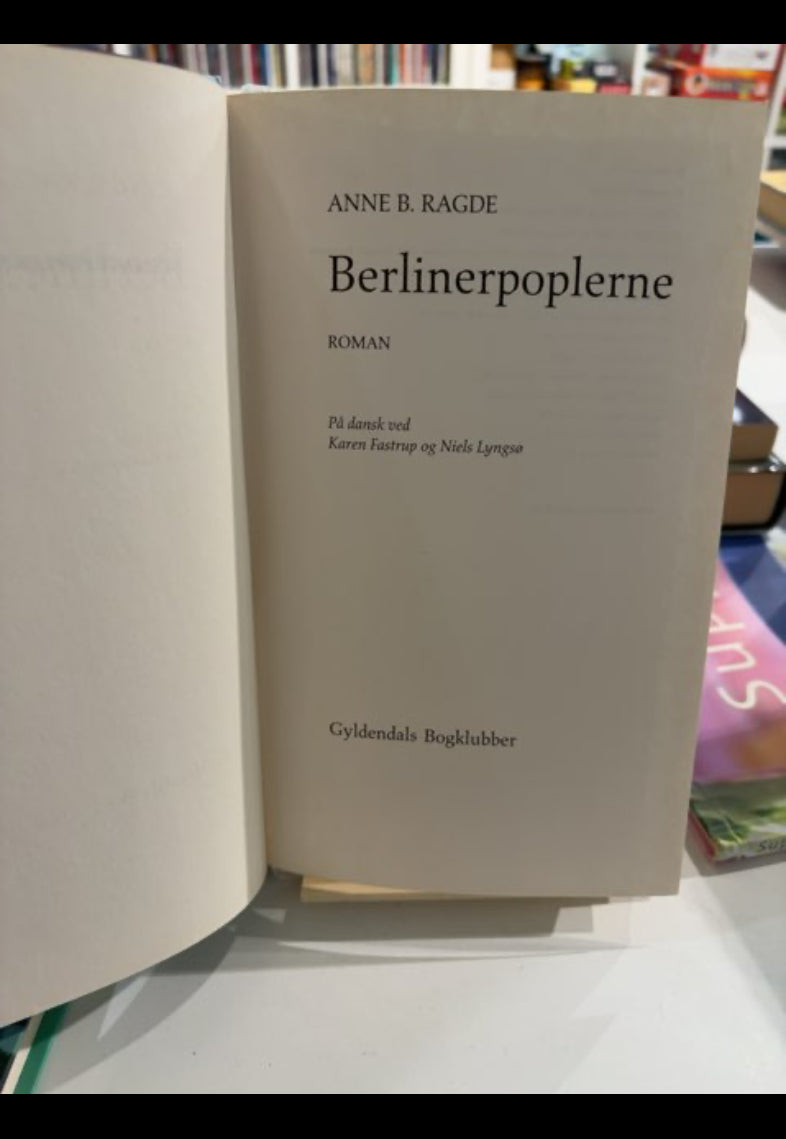 ANNE B. RAGDE
Berlinerpoplerne
ROMAN
På dansk ved
Karen Fastrup og Niels Lyngsø
Gyldendals Bogklubber